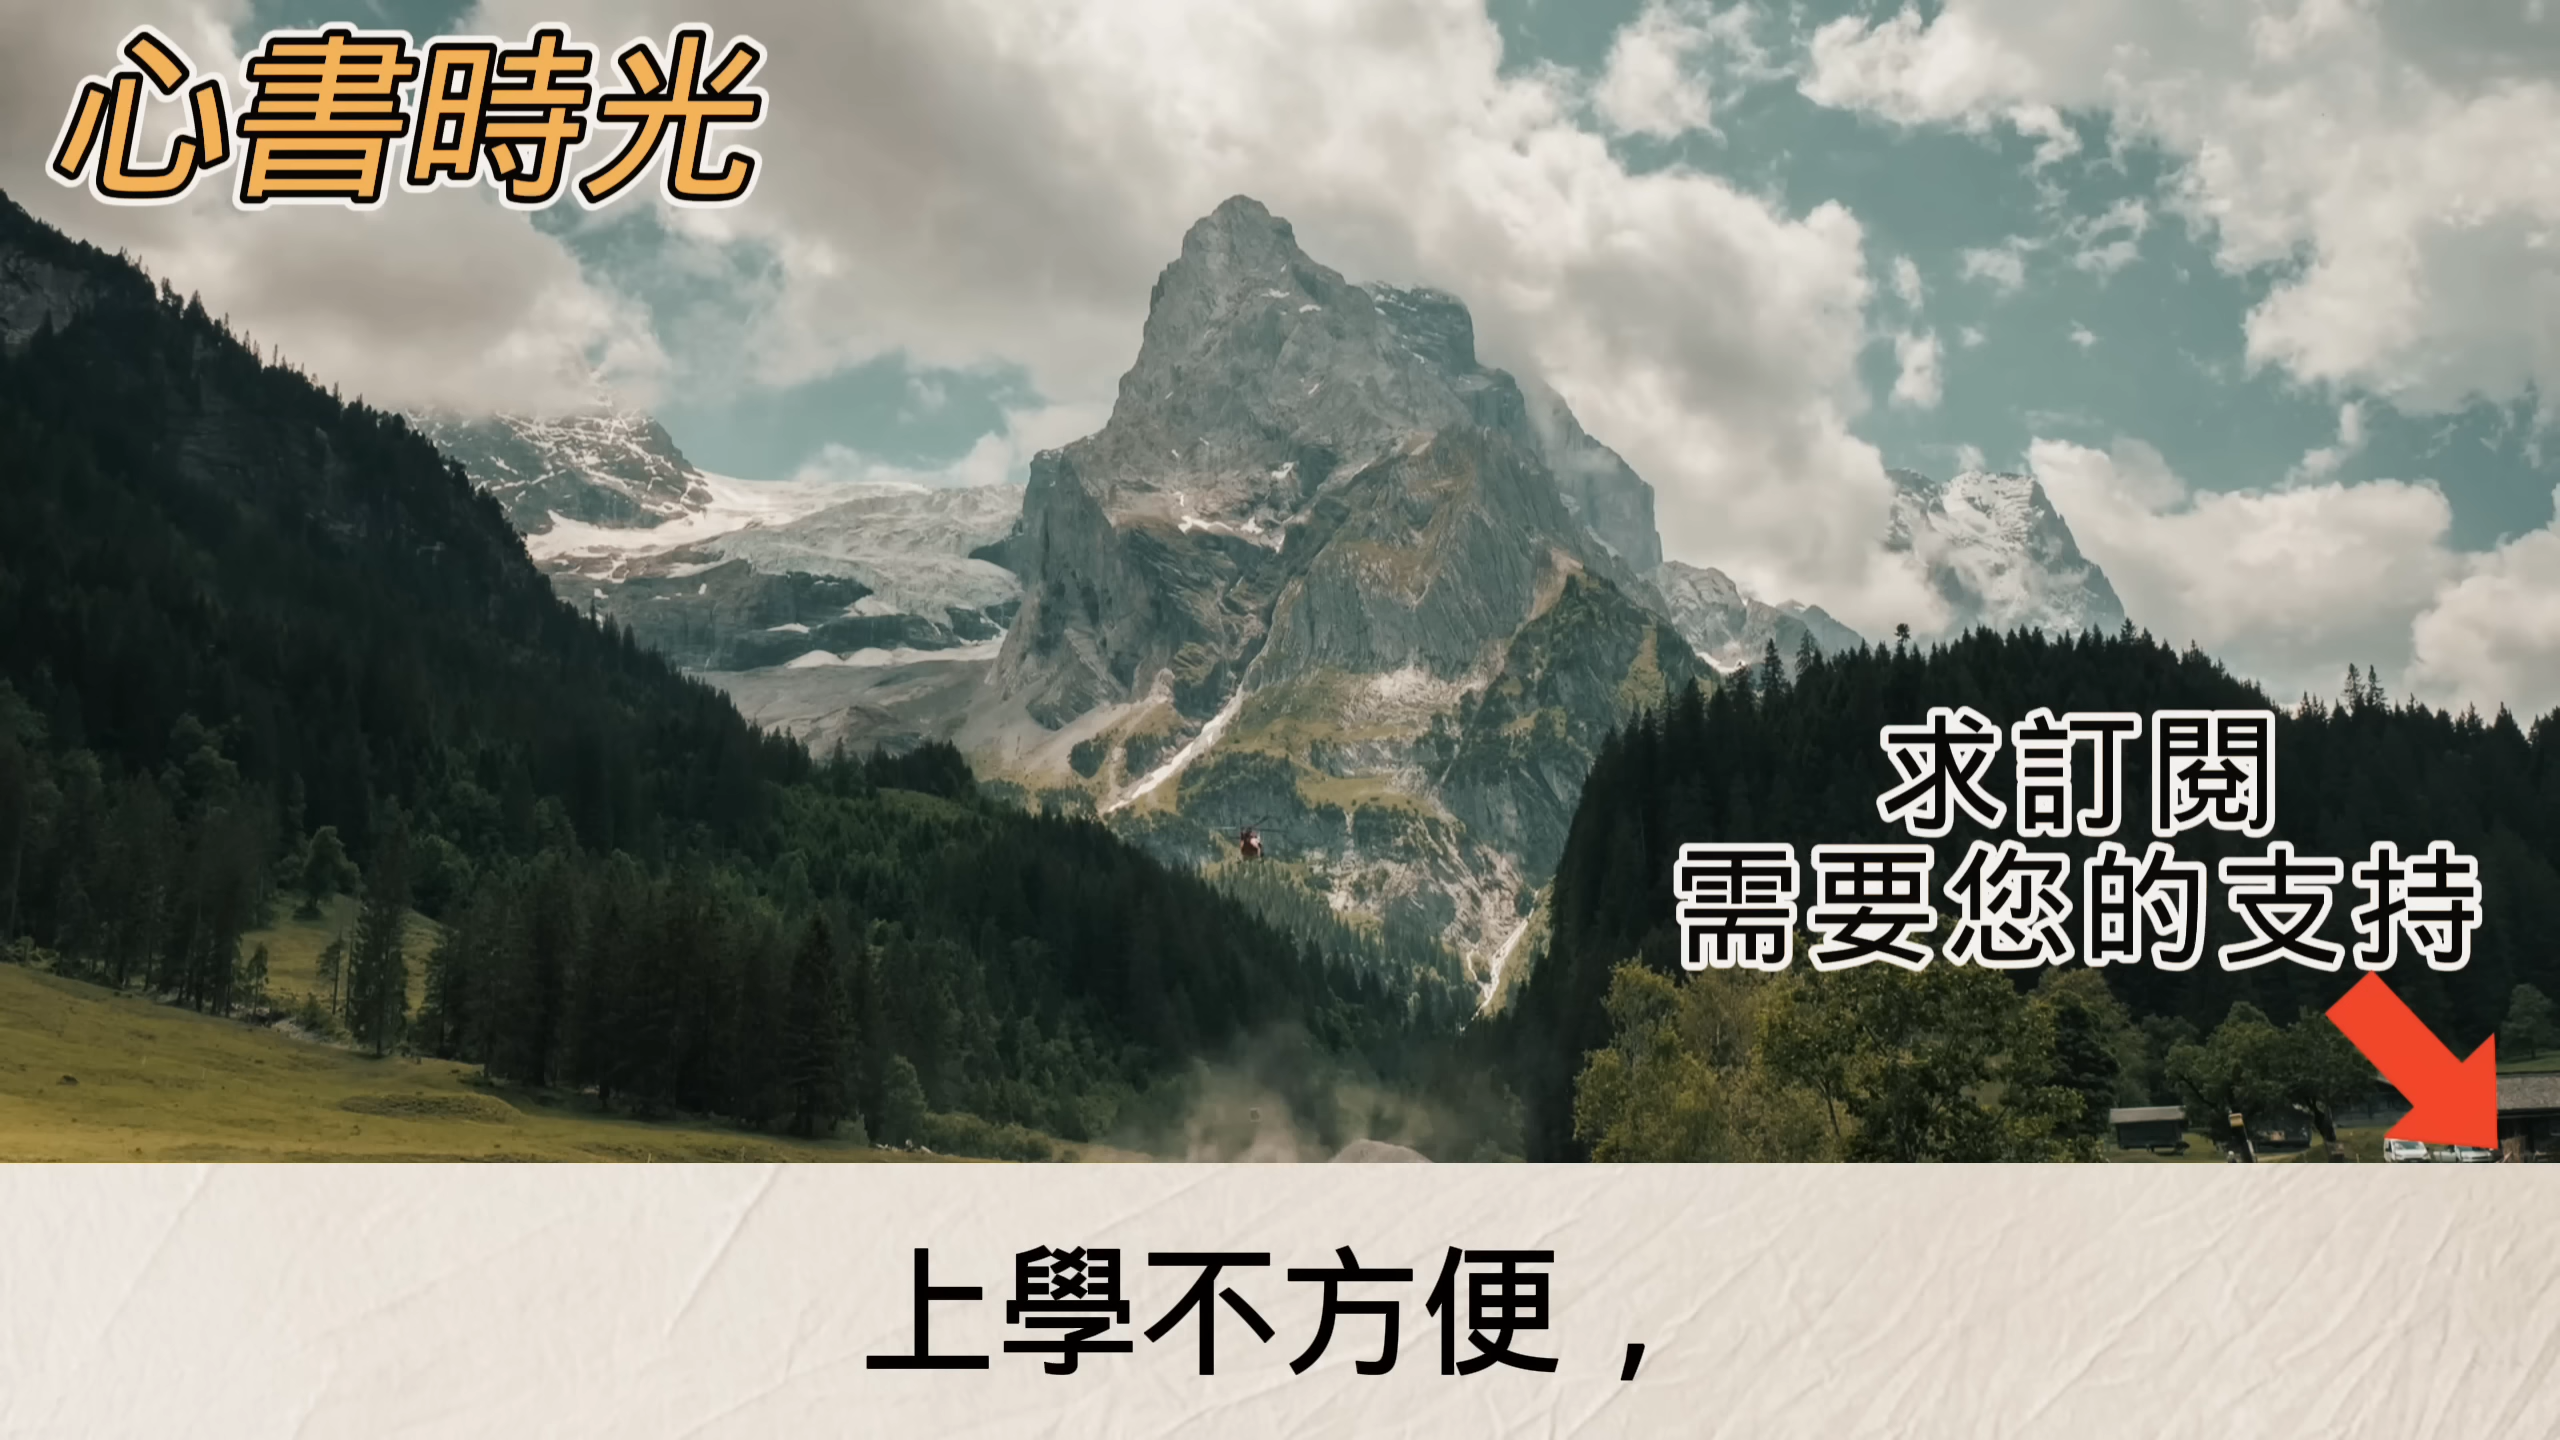 心書時光
求訂閱
需要您的支持
上學不方便，